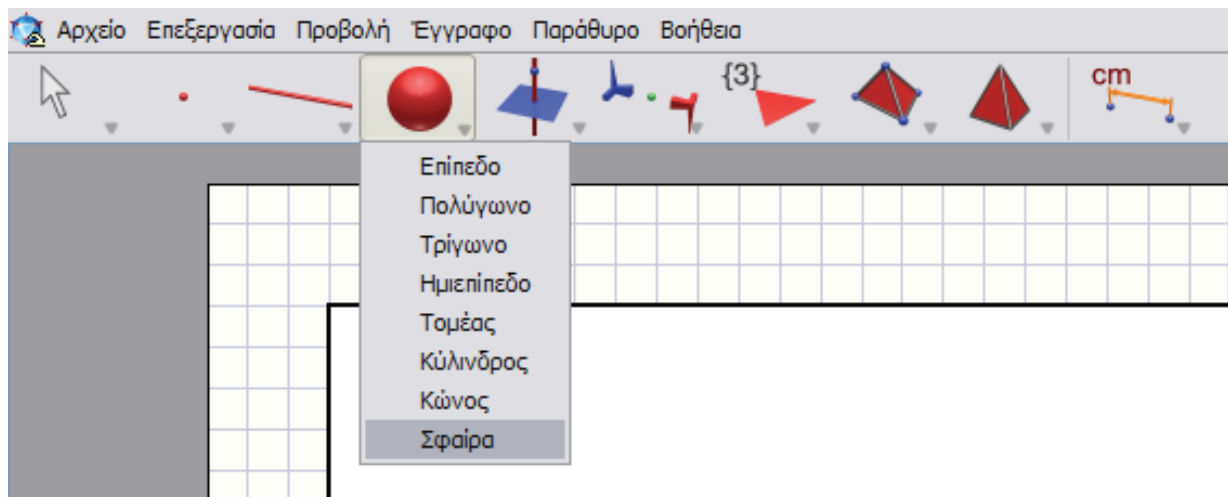 Αρχείο Επεξεργασία Προβολή Έγγραφο Παράθυρο Βοήθεια
{3} cm
Επίπεδο
Πολύγωνο
Τρίγωνο
Ημιεπίπεδο
Τομέας
Κύλινδρος
Κώνος
Σφαίρα